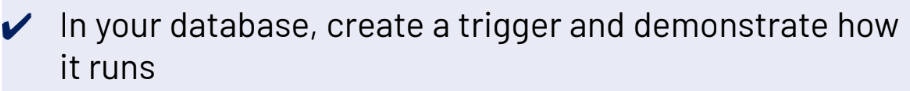 ✔ In your database, create a trigger and demonstrate how
it runs